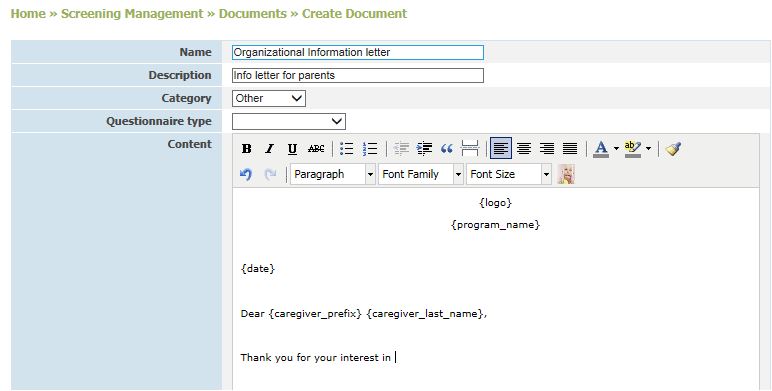 Home » Screening Management » Documents » Create Document
Name Organizational Information letter
Description Info letter for parents
Category Other
Questionnaire type
Content
B I U ABC
Paragraph Font Family Font Size
{logo}
{program_name}
{date}
Dear {caregiver_prefix} {caregiver_last_name},
Thank you for your interest in